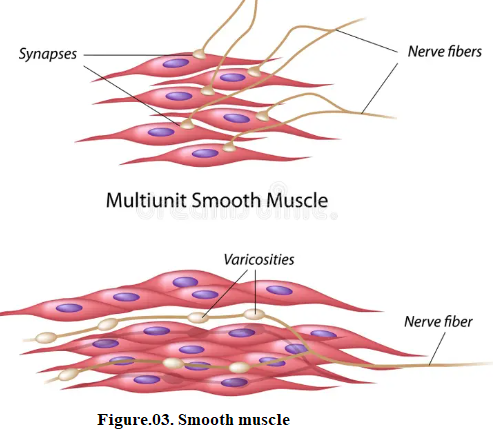 Synapses
Nerve fibers
Multiunit Smooth Muscle
Varicosities
Nerve fiber
Figure.03. Smooth muscle